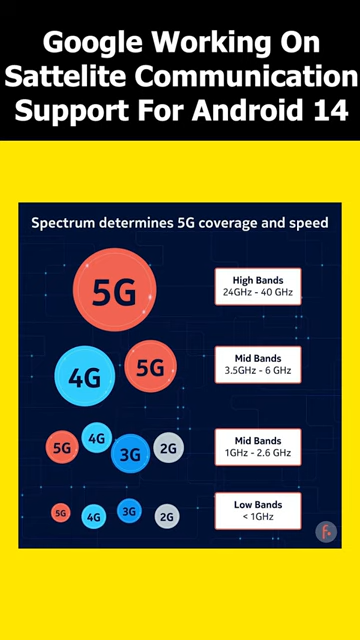 Google Working On
Sattelite Communication
Support For Android 14
Spectrum determines 5G coverage and speed
5G
High Bands
24GHz - 40 GHz
4G
5G
Mid Bands
3.5GHz - 6 GHz
5G
4G
3G
2G
Mid Bands
1GHz - 2.6 GHz
5G
4G
3G
2G
Low Bands
< 1GHz
f.